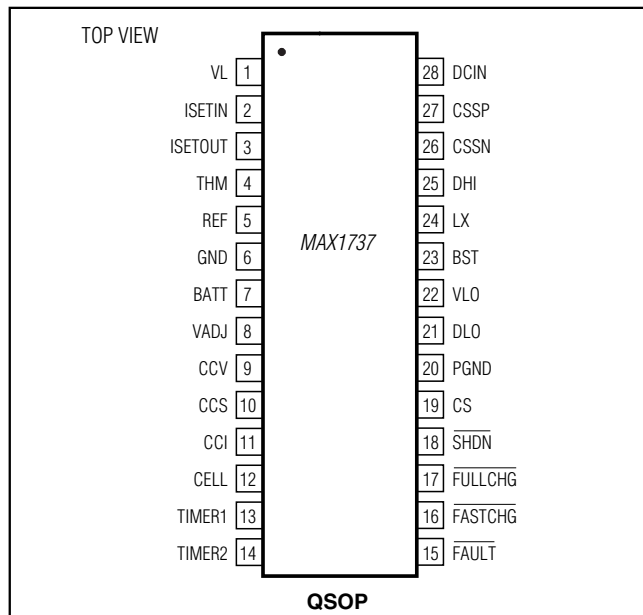 TOP VIEW
VL 1
ISETIN 2
ISETOUT 3
THM 4
REF 5
GND 6
BATT 7
VADJ 8
CCV 9
CCS 10
CCI 11
CELL 12
TIMER1 13
TIMER2 14
MAX1737
28 DCIN
27 CSSP
26 CSSN
25 DHI
24 LX
23 BST
22 VLO
21 DLO
20 PGND
19 CS
18 SHDN
17 FULLCHG
16 FASTCHG
15 FAULT
QSOP